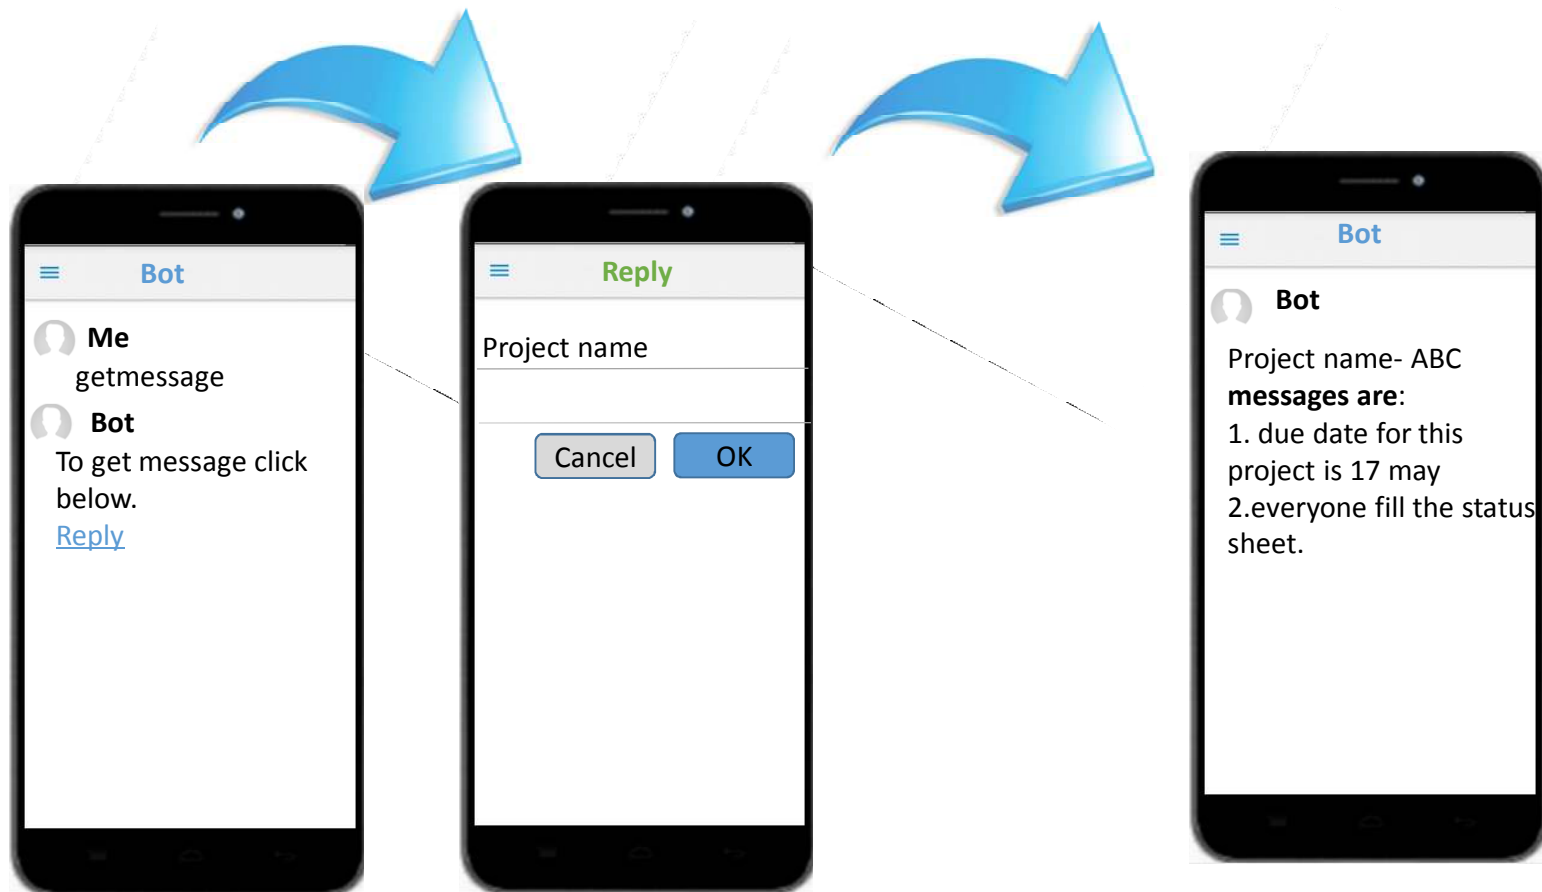 Bot
Me
getmessage
Bot
To get message click
below.
Reply
Reply
Project name
Cancel
OK
Bot
Bot
Project name- ABC
messages are:
1. due date for this
project is 17 may
2.everyone fill the status
sheet.